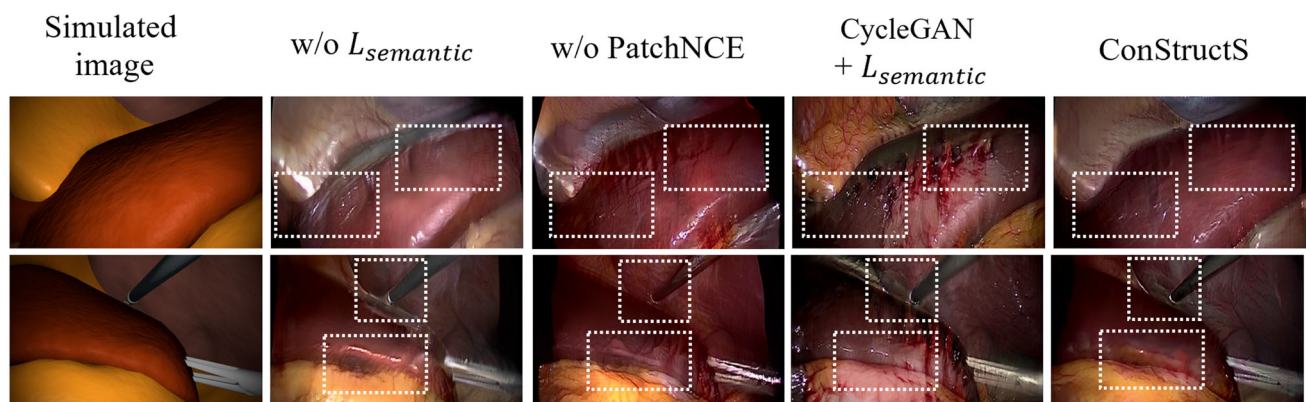 Simulated
image
w/o L_semantic
w/o PatchNCE
CycleGAN
+ L_semantic
ConStructS